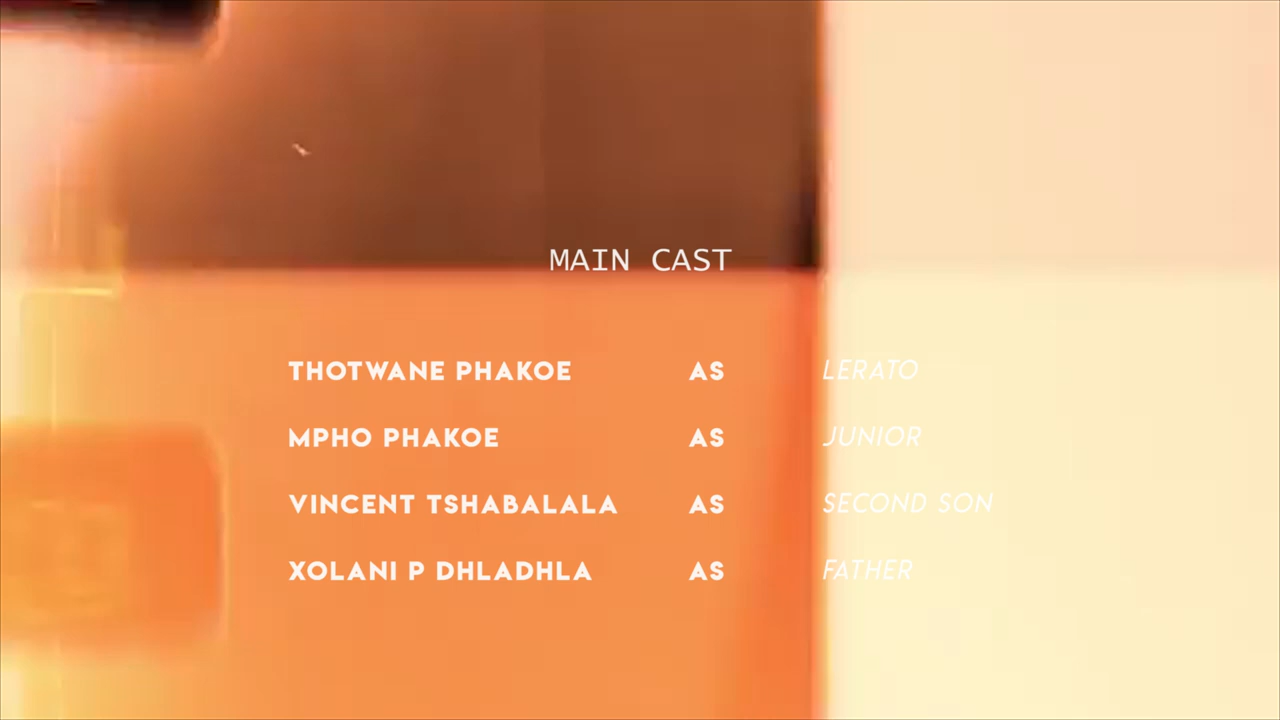 MAIN CAST
THOTWANE PHAKOE AS LERATO
MPHO PHAKOE AS JUNIOR
VINCENT TSHABALALA AS SECOND SON
XOLANI P DHLADHLA AS FATHER